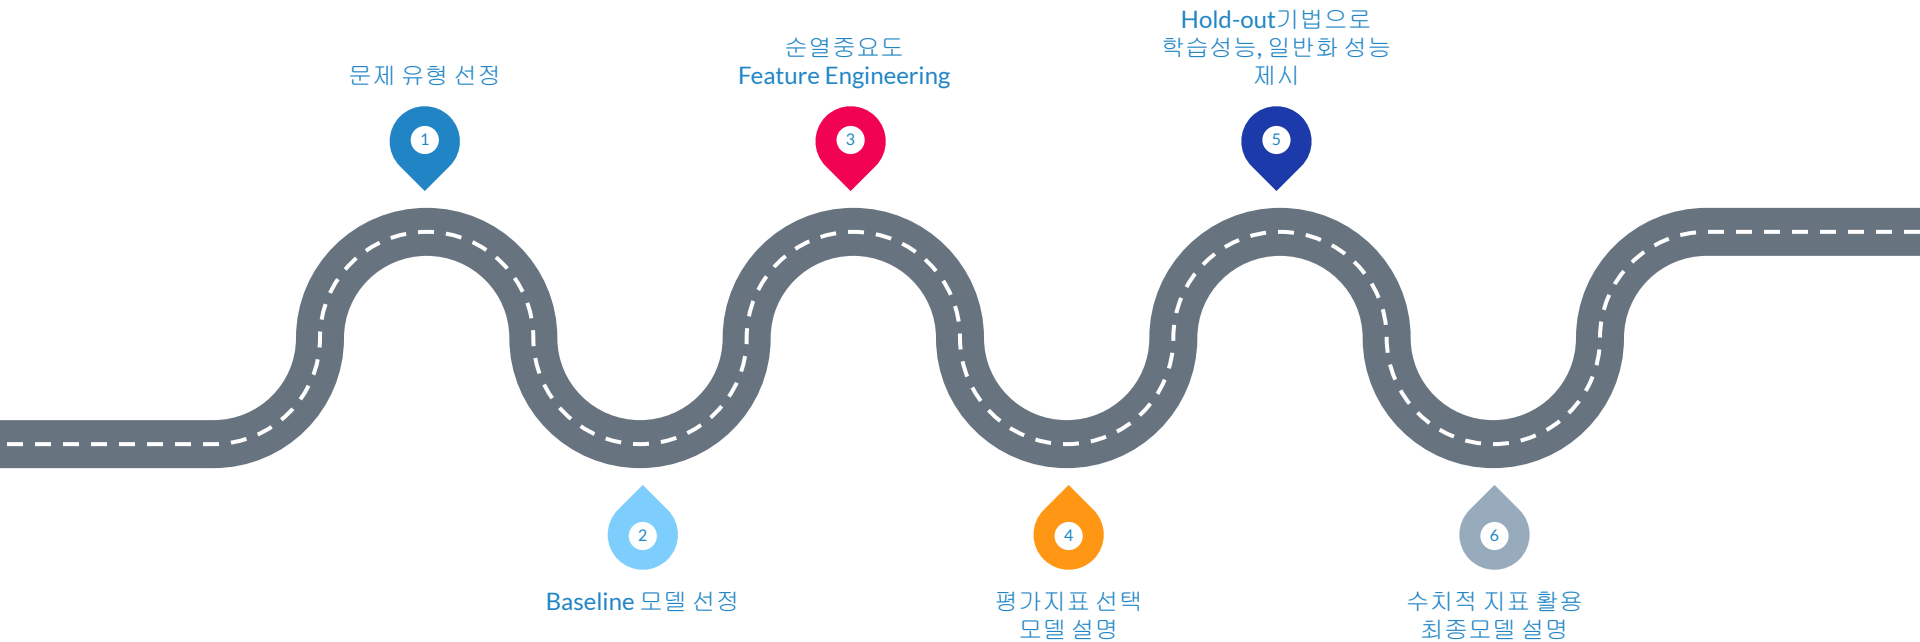 문제 유형 선정
1
Baseline 모델 선정
2
순열중요도
Feature Engineering
3
평가지표 선택
모델 설명
4
Hold-out기법으로
학습성능, 일반화 성능
제시
5
수치적 지표 활용
최종모델 설명
6